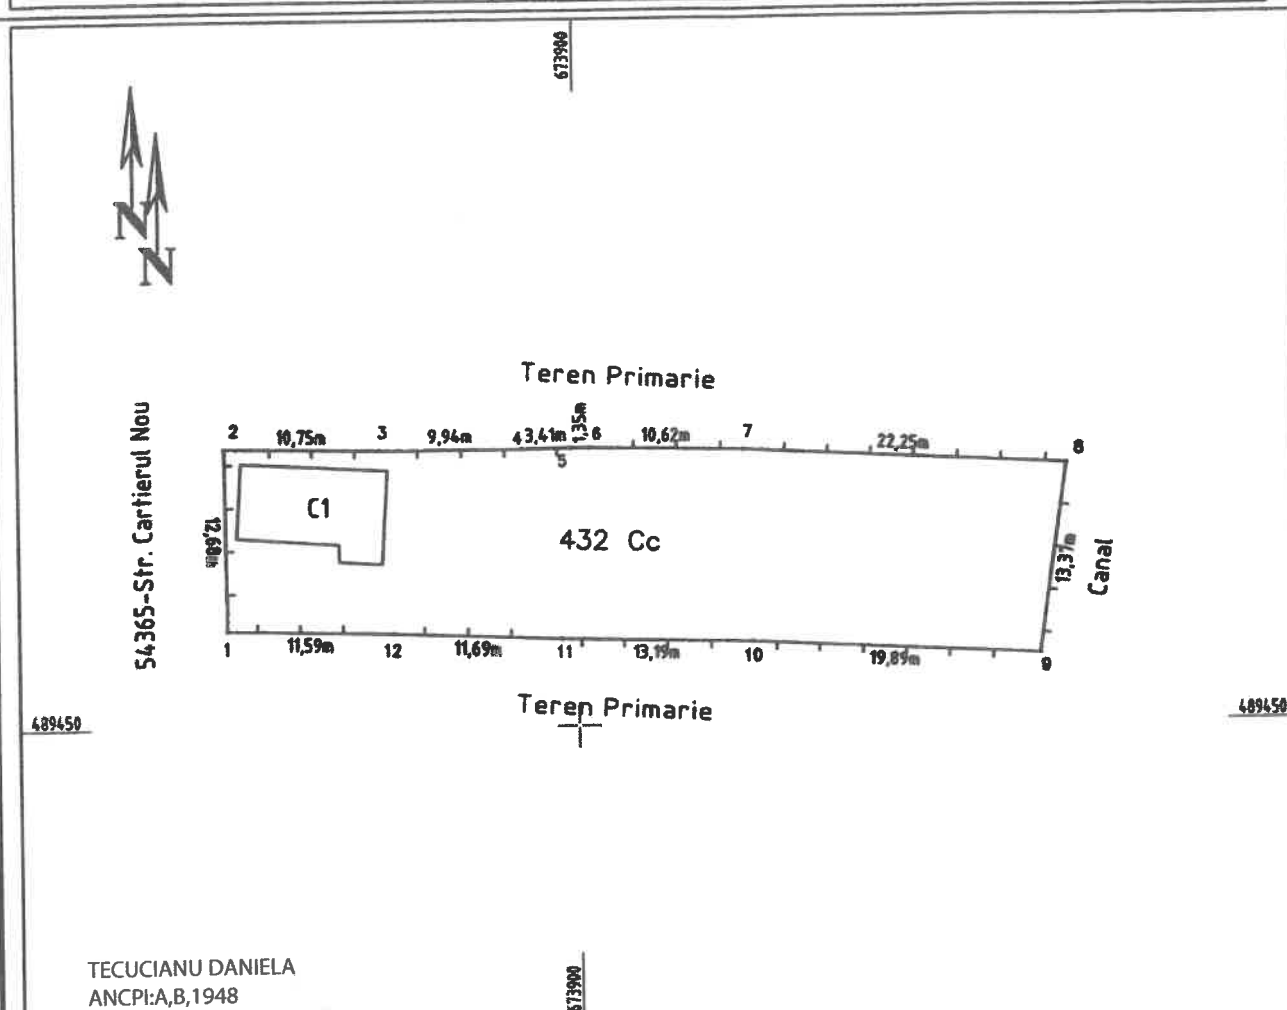 673900
N
N
Teren Primarie
54365-Str. Cartierul Nou
2
10,75m
3
9,94m
4
3,41m
1,35m
6
10,62m
7
22,25m
8
5
C1
432 Cc
12,68m
13,37m
Canal
1
11,59m
12
11,69m
11
13,19m
10
19,89m
9
Teren Primarie
489450
489450
TECUCIANU DANIELA
ANCPI:A,B,1948
673900